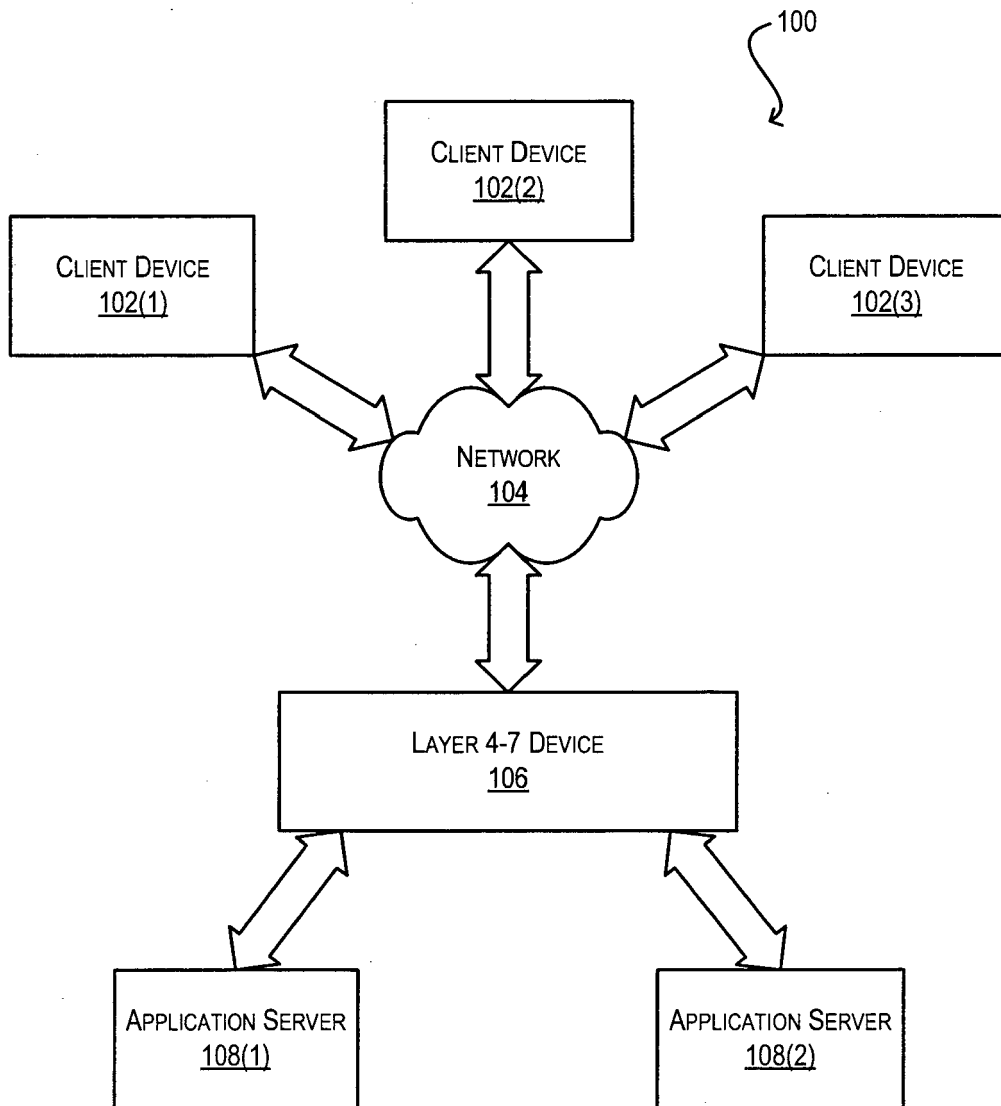 100
CLIENT DEVICE
102(2)
CLIENT DEVICE
102(1)
CLIENT DEVICE
102(3)
NETWORK
104
LAYER 4-7 DEVICE
106
APPLICATION SERVER
108(1)
APPLICATION SERVER
108(2)